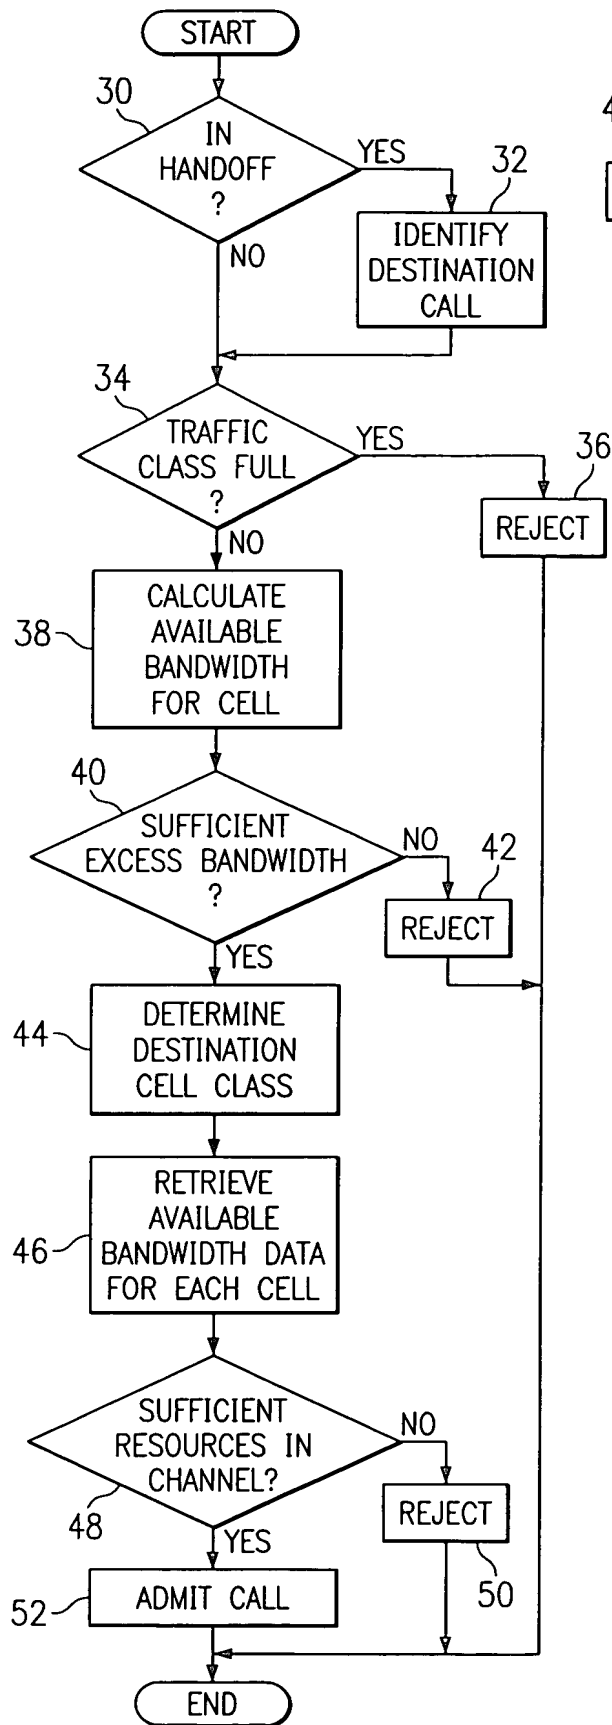 START
30
IN
HANDOFF
?
YES
NO
32
IDENTIFY
DESTINATION
CALL
34
TRAFFIC
CLASS FULL
?
YES
NO
36
REJECT
38
CALCULATE
AVAILABLE
BANDWIDTH
FOR CELL
40
SUFFICIENT
EXCESS BANDWIDTH
?
NO
YES
42
REJECT
44
DETERMINE
DESTINATION
CELL CLASS
46
RETRIEVE
AVAILABLE
BANDWIDTH DATA
FOR EACH CELL
48
SUFFICIENT
RESOURCES IN
CHANNEL?
NO
YES
REJECT
50
52
ADMIT CALL
END